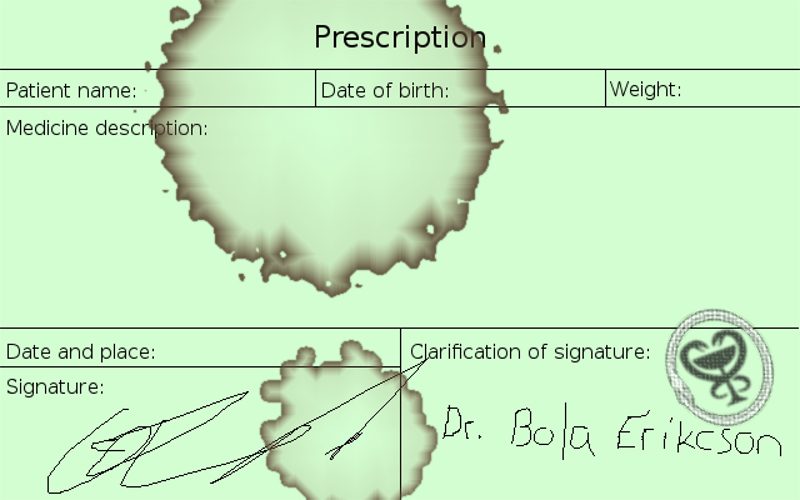 Prescription
Patient name: Date of birth: Weight:
Medicine description:
Date and place: Clarification of signature:
Signature:
Dr. Bola Erikcson